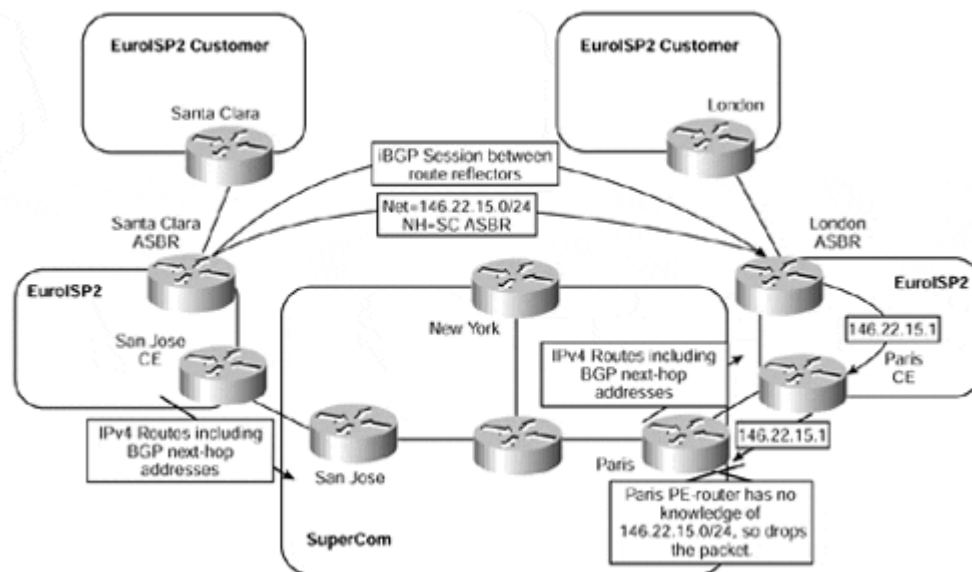 EuroISP2 Customer
EuroISP2 Customer
Santa Clara
London
iBGP Session between
route reflectors
Net=146.22.15.0/24
NH=SC ASBR
Santa Clara
ASBR
London
ASBR
EuroISP2
EuroISP2
New York
146.22.15.1
San Jose
CE
IPv4 Routes including
BGP next-hop
addresses
Paris
CE
IPv4 Routes including
BGP next-hop
addresses
146.22.15.1
San Jose
Paris
Paris PE-router has no
knowledge of
146.22.15.0/24, so drops
the packet.
SuperCom